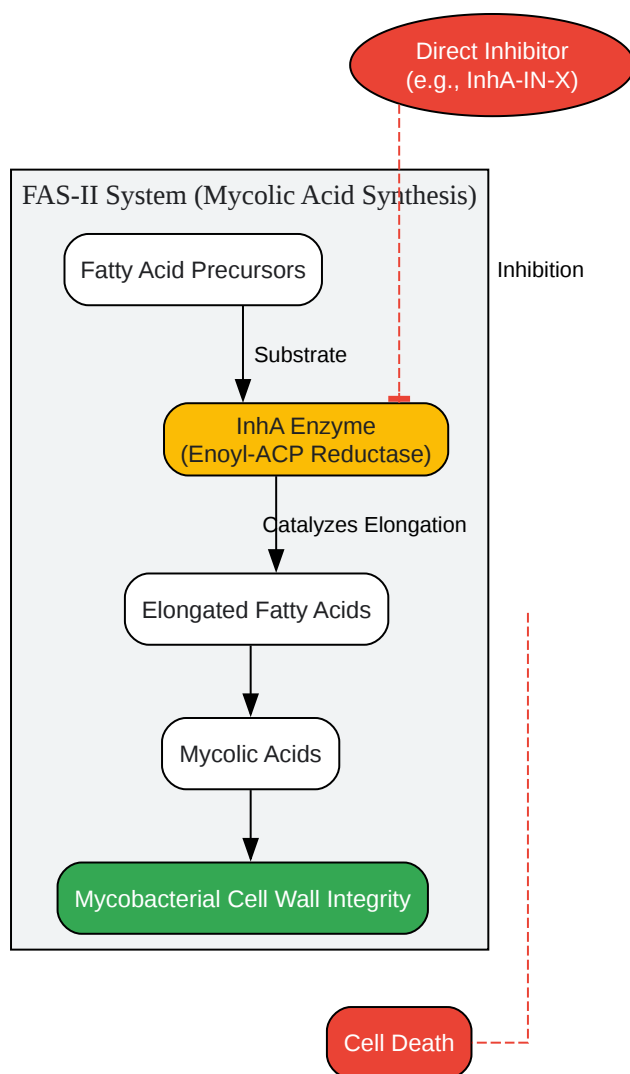 Direct Inhibitor
(e.g., InhA-IN-X)
FAS-II System (Mycolic Acid Synthesis)
Fatty Acid Precursors
Inhibition
Substrate
InhA Enzyme
(Enoyl-ACP Reductase)
Catalyzes Elongation
Elongated Fatty Acids
Mycolic Acids
Mycobacterial Cell Wall Integrity
Cell Death